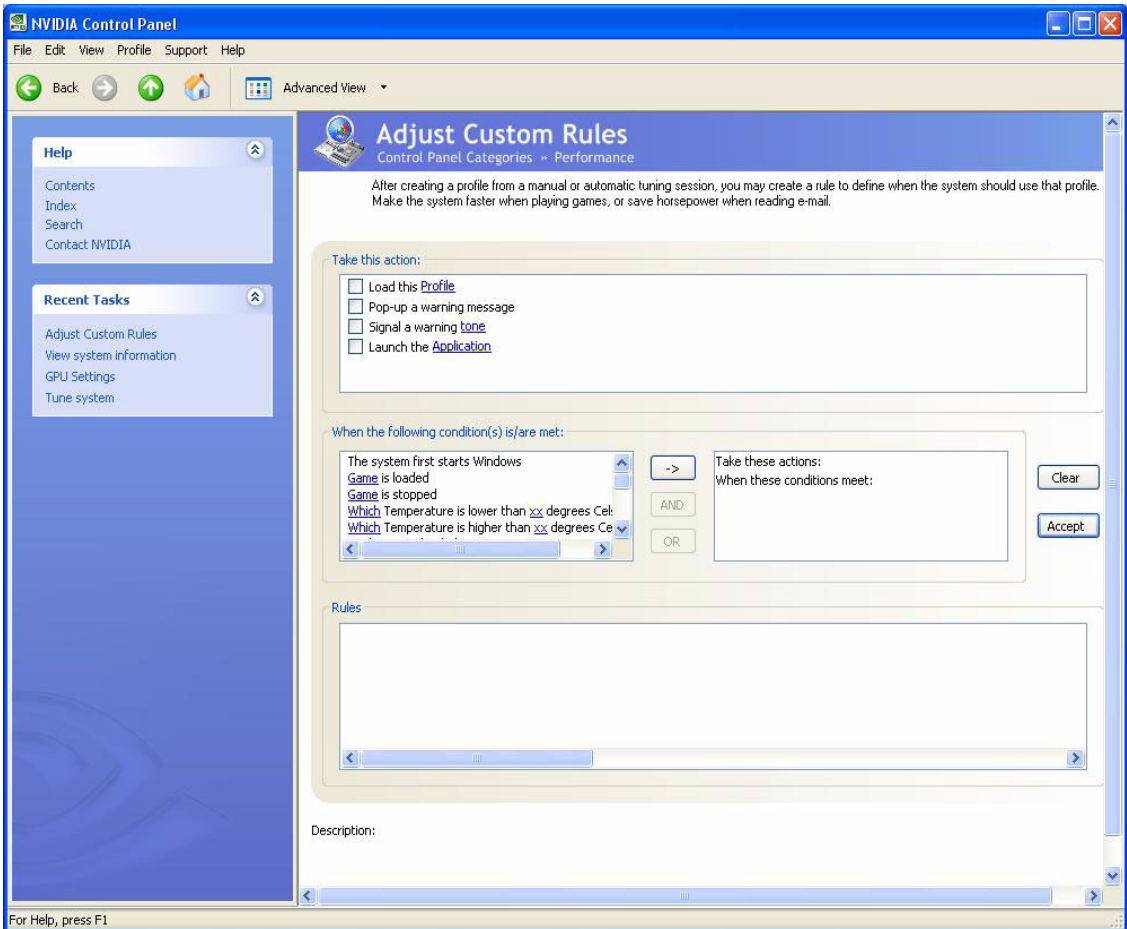 NVIDIA Control Panel
File Edit View Profile Support Help
Back Advanced View
Help
Contents
Index
Search
Contact NVIDIA
Recent Tasks
Adjust Custom Rules
View system information
GPU Settings
Tune system
Adjust Custom Rules
Control Panel Categories » Performance
After creating a profile from a manual or automatic tuning session, you may create a rule to define when the system should use that profile.
Make the system faster when playing games, or save horsepower when reading e-mail.
Take this action:
Load this Profile
Pop-up a warning message
Signal a warning tone
Launch the Application
When the following condition(s) is/are met:
The system first starts Windows
Game is loaded
Game is stopped
Which Temperature is lower than xx degrees Cel
Which Temperature is higher than xx degrees Ce
->
AND
OR
Take these actions:
When these conditions meet:
Clear
Accept
Rules
Description:
For Help, press F1